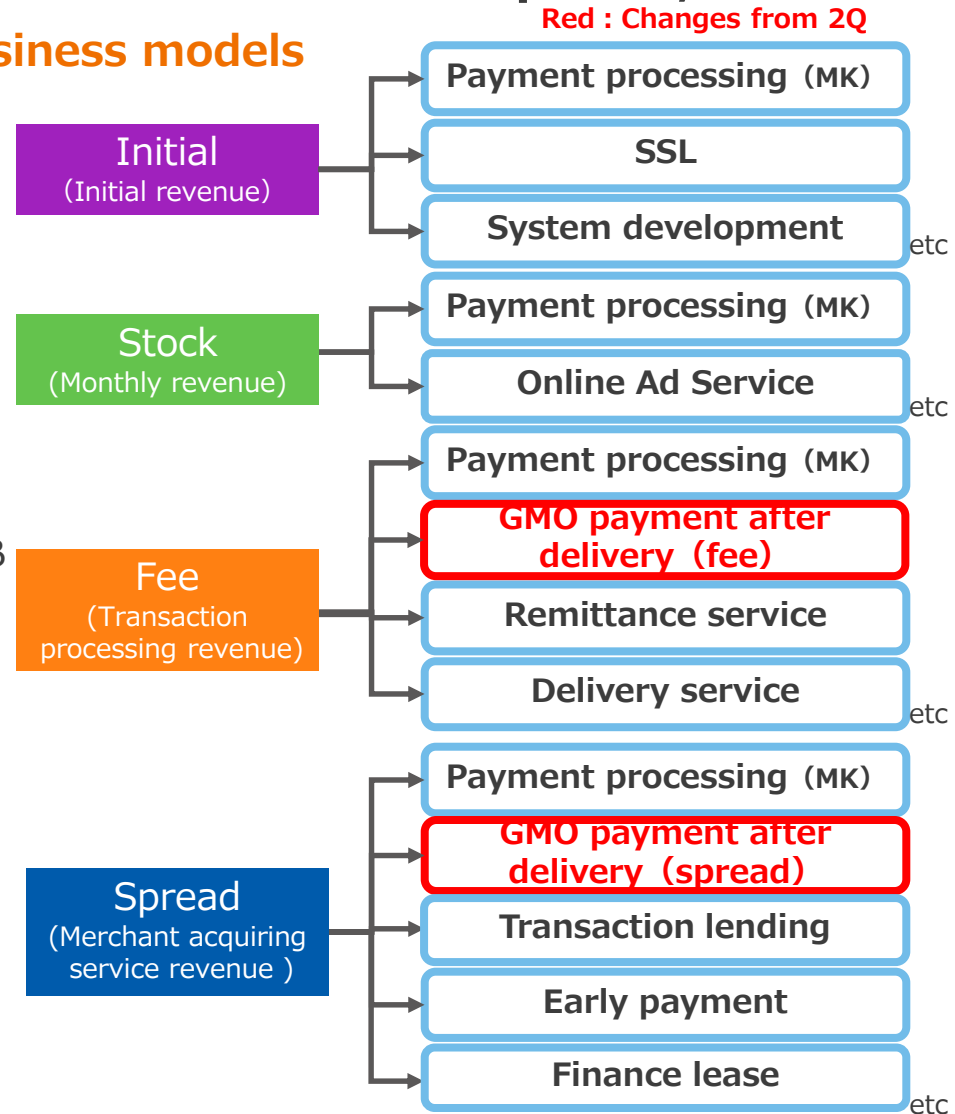 Red : Changes from 2Q
siness models
Payment processing（MK）
Initial
（Initial revenue）
SSL
System development
etc
Payment processing（MK）
Stock
(Monthly revenue)
Online Ad Service
etc
Payment processing（MK）
GMO payment after
delivery（fee）
Fee
(Transaction
processing revenue)
Remittance service
Delivery service
etc
Payment processing（MK）
GMO payment after
delivery（spread）
Spread
(Merchant acquiring
service revenue )
Transaction lending
Early payment
Finance lease
etc